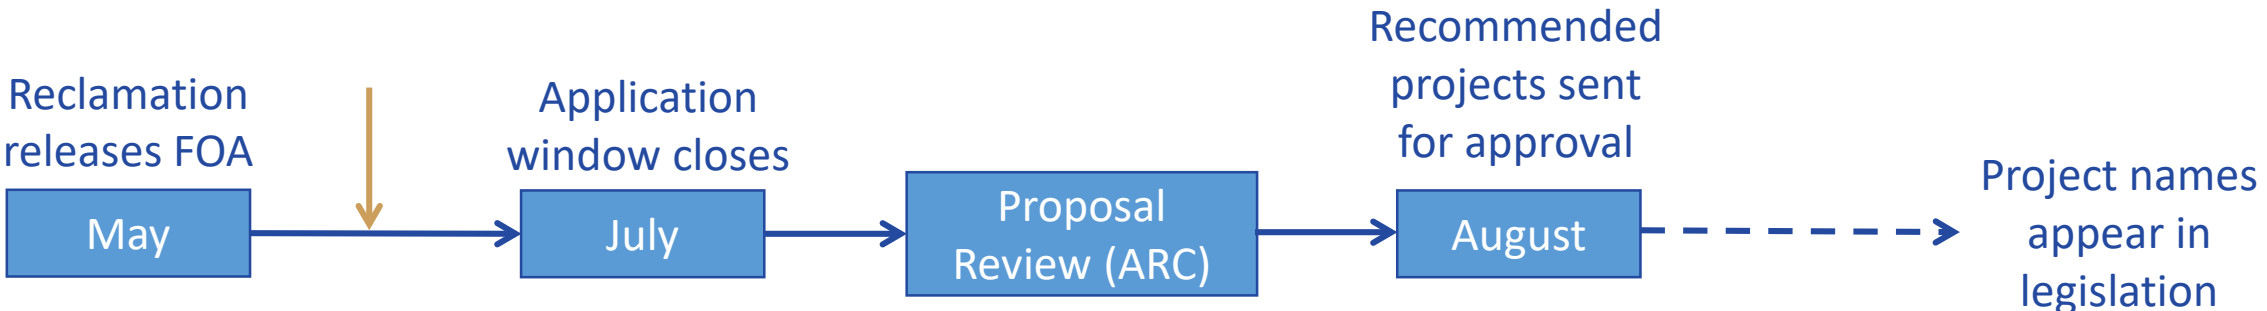 Reclamation
releases FOA
May
Application
window closes
July
Proposal
Review (ARC)
Recommended
projects sent
for approval
August
Project names
appear in
legislation